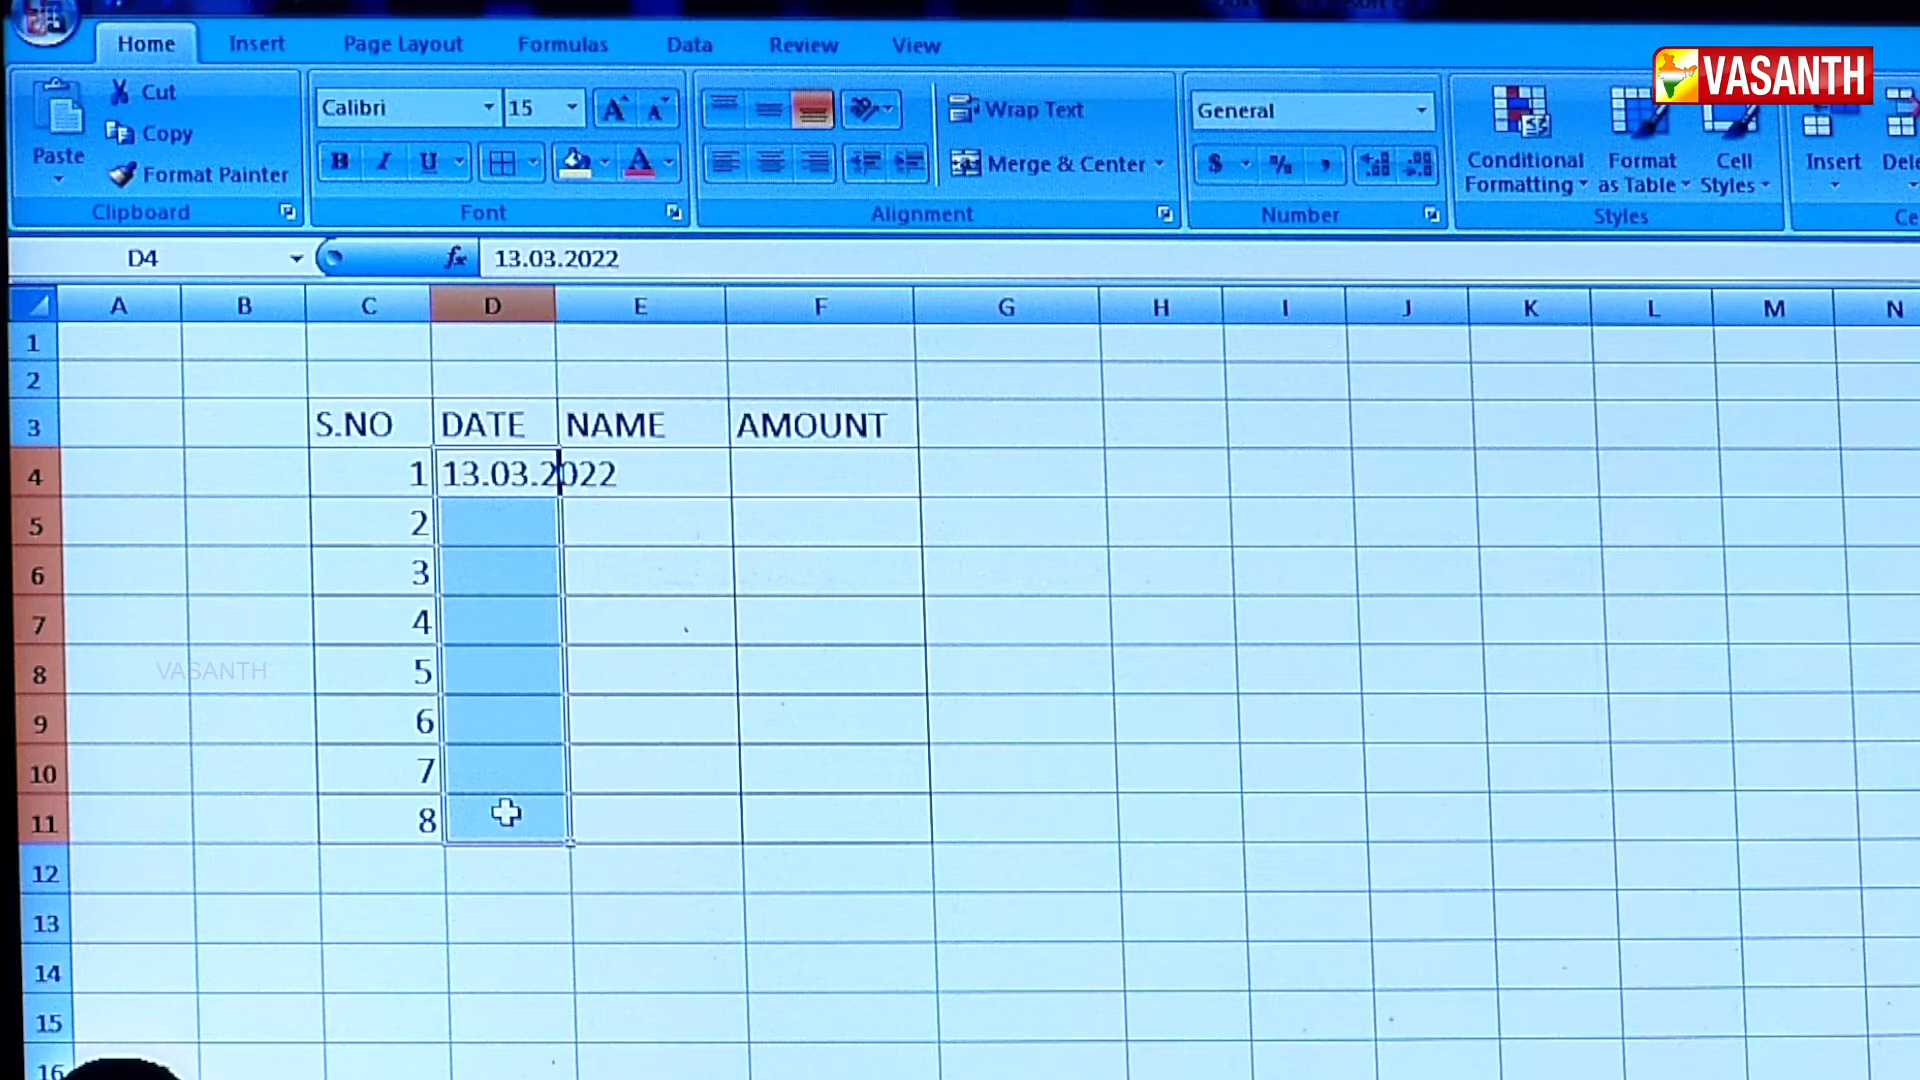 VASANTH
Home Insert Page Layout Formulas Data Review View
Cut
Copy
Format Painter
Paste
Clipboard
Calibri 15
B I U A
Font
Wrap Text
Merge & Center
Alignment
General
$ % ,
Number
Conditional Formatting
Format as Table
Cell Styles
Styles
Insert
D4 fx 13.03.2022
A B C D E F G H I J K L M N
1
2
3 S.NO DATE NAME AMOUNT
4 1 13.03.2022
5 2
6 3
7 4
8 VASANTH 5
9 6
10 7
11 8
12
13
14
15
16